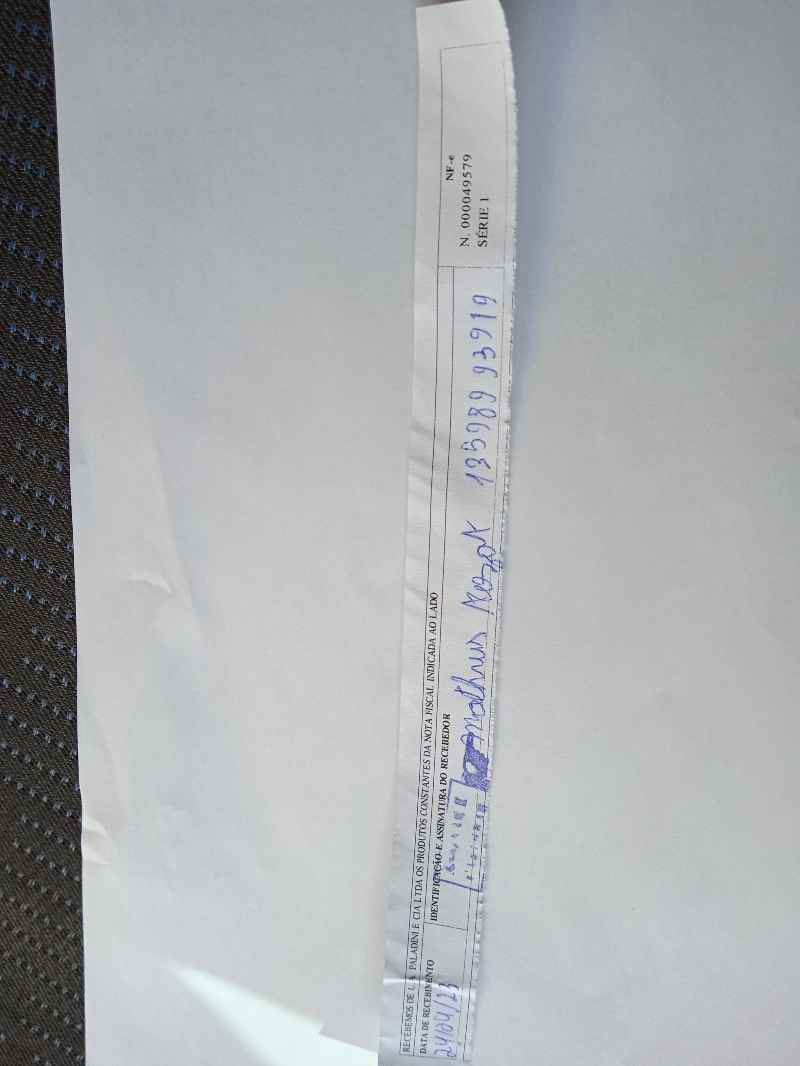 RECEBEMOS DE L. A. PALADINI E CIA LTDA OS PRODUTOS CONSTANTES DA NOTA FISCAL INDICADA AO LADO
DATA DE RECEBIMENTO
24/04/23
IDENTIFICAÇÃO E ASSINATURA DO RECEBEDOR
Matheus 13598993919
NF-e
N. 000049579
SÉRIE 1